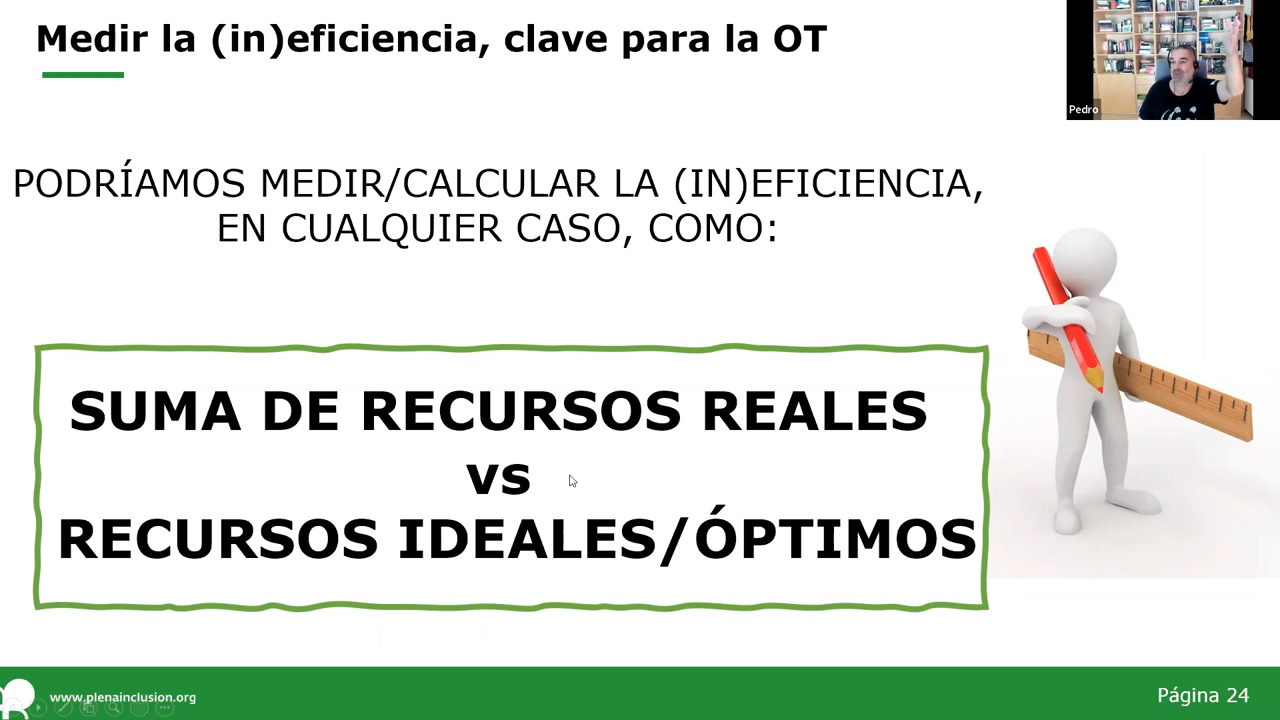 Medir la (in)eficiencia, clave para la OT
Pedro
PODRÍAMOS MEDIR/CALCULAR LA (IN)EFICIENCIA,
EN CUALQUIER CASO, COMO:
SUMA DE RECURSOS REALES
vs
RECURSOS IDEALES/ÓPTIMOS
www.plenainclusion.org
Página 24